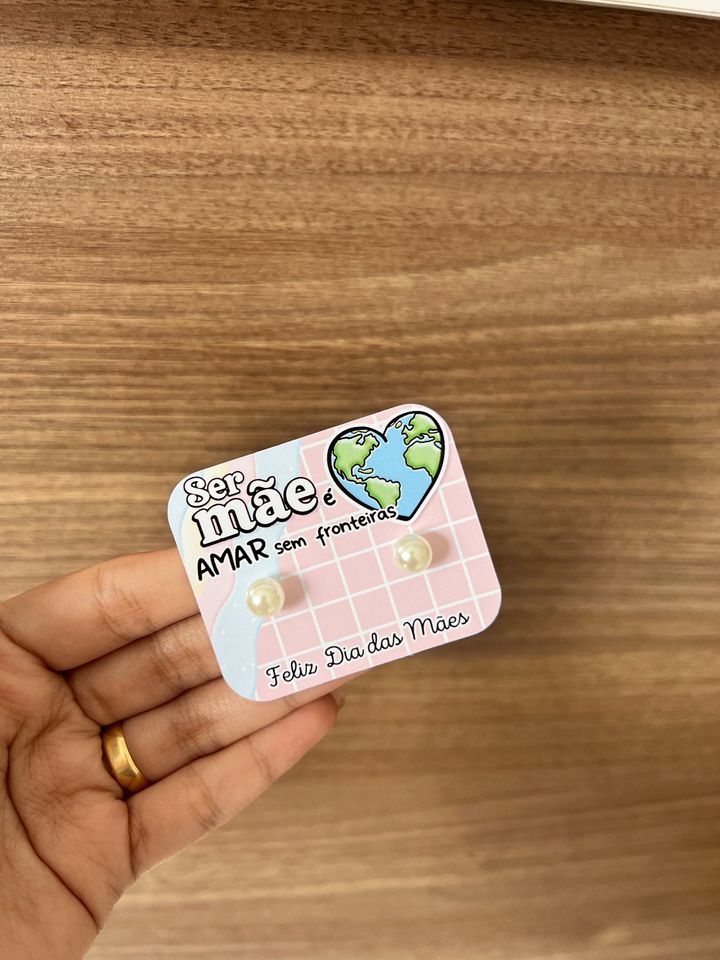 Ser
mãe é
AMAR sem fronteiras
Feliz Dia das Mães